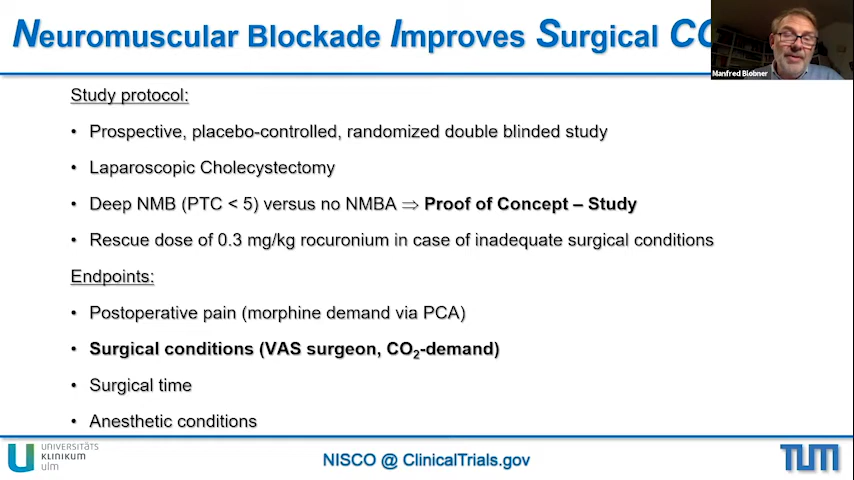 Neuromuscular Blockade Improves Surgical CO
Manfred Blobner
Study protocol:
• Prospective, placebo-controlled, randomized double blinded study
• Laparoscopic Cholecystectomy
• Deep NMB (PTC < 5) versus no NMBA ⇒ Proof of Concept – Study
• Rescue dose of 0.3 mg/kg rocuronium in case of inadequate surgical conditions
Endpoints:
• Postoperative pain (morphine demand via PCA)
• Surgical conditions (VAS surgeon, CO₂-demand)
• Surgical time
• Anesthetic conditions
UNIVERSITÄTS
KLINIKUM
ulm
NISCO @ ClinicalTrials.gov
TUM